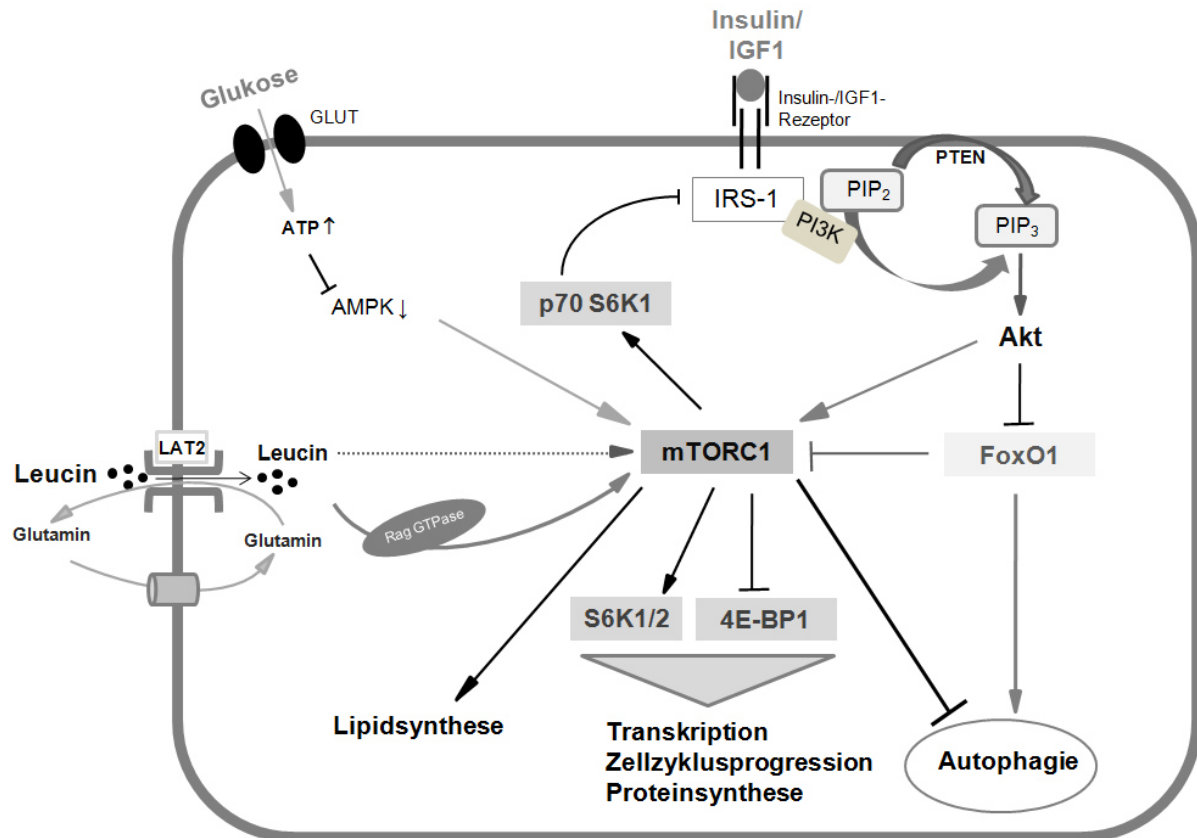 Insulin/
IGF1
Glukose
GLUT
Insulin-/IGF1-
Rezeptor
PTEN
IRS-1
PIP₂
PI3K
PIP₃
ATP↑
AMPK↓
p70 S6K1
Akt
LAT2
Leucin
Leucin
mTORC1
FoxO1
Glutamin
Glutamin
Rag GTPase
S6K1/2
4E-BP1
Lipidsynthese
Transkription
Zellzyklusprogression
Proteinsynthese
Autophagie